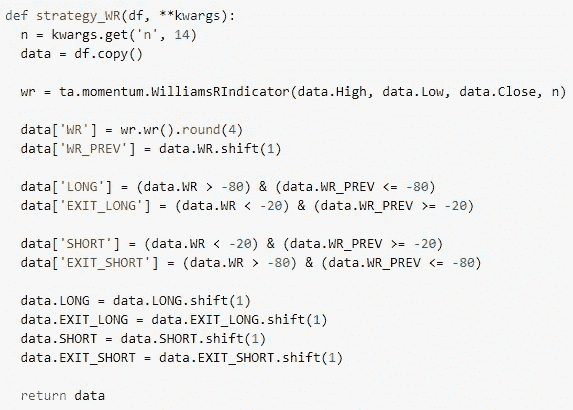 def strategy_WR(df, **kwargs):
  n = kwargs.get('n', 14)
  data = df.copy()
  wr = ta.momentum.WilliamsRIndicator(data.High, data.Low, data.Close, n)
  data['WR'] = wr.wr().round(4)
  data['WR_PREV'] = data.WR.shift(1)
  data['LONG'] = (data.WR > -80) & (data.WR_PREV <= -80)
  data['EXIT_LONG'] = (data.WR < -20) & (data.WR_PREV >= -20)
  data['SHORT'] = (data.WR < -20) & (data.WR_PREV >= -20)
  data['EXIT_SHORT'] = (data.WR > -80) & (data.WR_PREV <= -80)
  data.LONG = data.LONG.shift(1)
  data.EXIT_LONG = data.EXIT_LONG.shift(1)
  data.SHORT = data.SHORT.shift(1)
  data.EXIT_SHORT = data.EXIT_SHORT.shift(1)
  return data